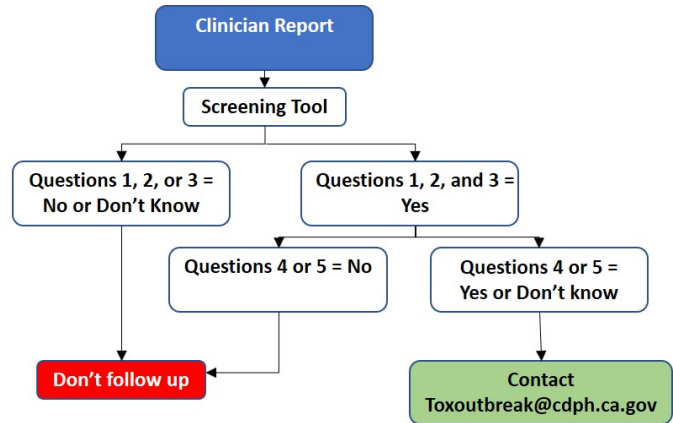 Clinician Report
Screening Tool
Questions 1, 2, or 3 =
No or Don't Know
Questions 1, 2, and 3 =
Yes
Questions 4 or 5 = No
Questions 4 or 5 =
Yes or Don't know
Don't follow up
Contact
Toxoutbreak@cdph.ca.gov